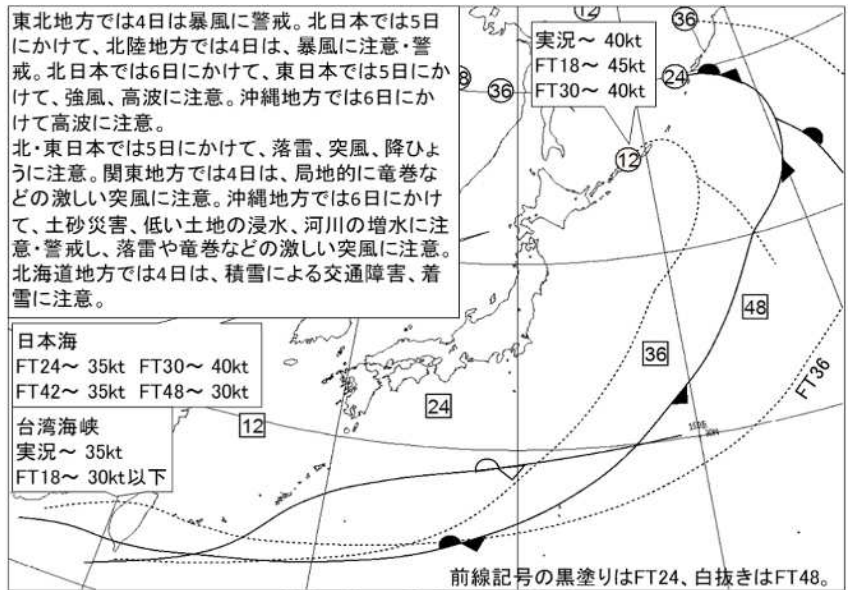 東北地方では4日は暴風に警戒。北日本では5日
にかけて、北陸地方では4日は、暴風に注意・警
戒。北日本では6日にかけて、東日本では5日にか
けて、強風、高波に注意。沖縄地方では6日にか
けて高波に注意。
北・東日本では5日にかけて、落雷、突風、降ひょ
うに注意。関東地方では4日は、局地的に竜巻な
どの激しい突風に注意。沖縄地方では6日にかけ
て、土砂災害、低い土地の浸水、河川の増水に注
意・警戒し、落雷や竜巻などの激しい突風に注意。
北海道地方では4日は、積雪による交通障害、着
雪に注意。
実況～ 40kt
FT18～ 45kt
FT30～ 40kt
12
36
36
24
12
日本海
FT24～ 35kt FT30～ 40kt
FT42～ 35kt FT48～ 30kt
台湾海峡
実況～ 35kt
FT18～ 30kt以下
12
24
36
48
FT36
前線記号の黒塗りはFT24、白抜きはFT48。